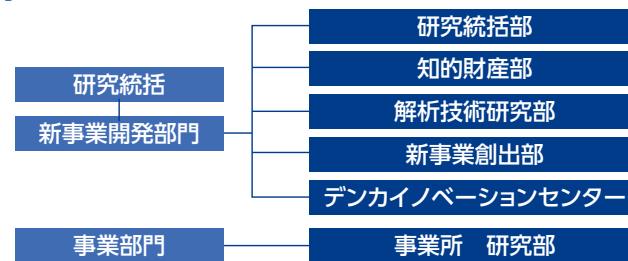 研究統括
新事業開発部門
研究統括部
知的財産部
解析技術研究部
新事業創出部
デンカイノベーションセンター
事業部門
事業所　研究部